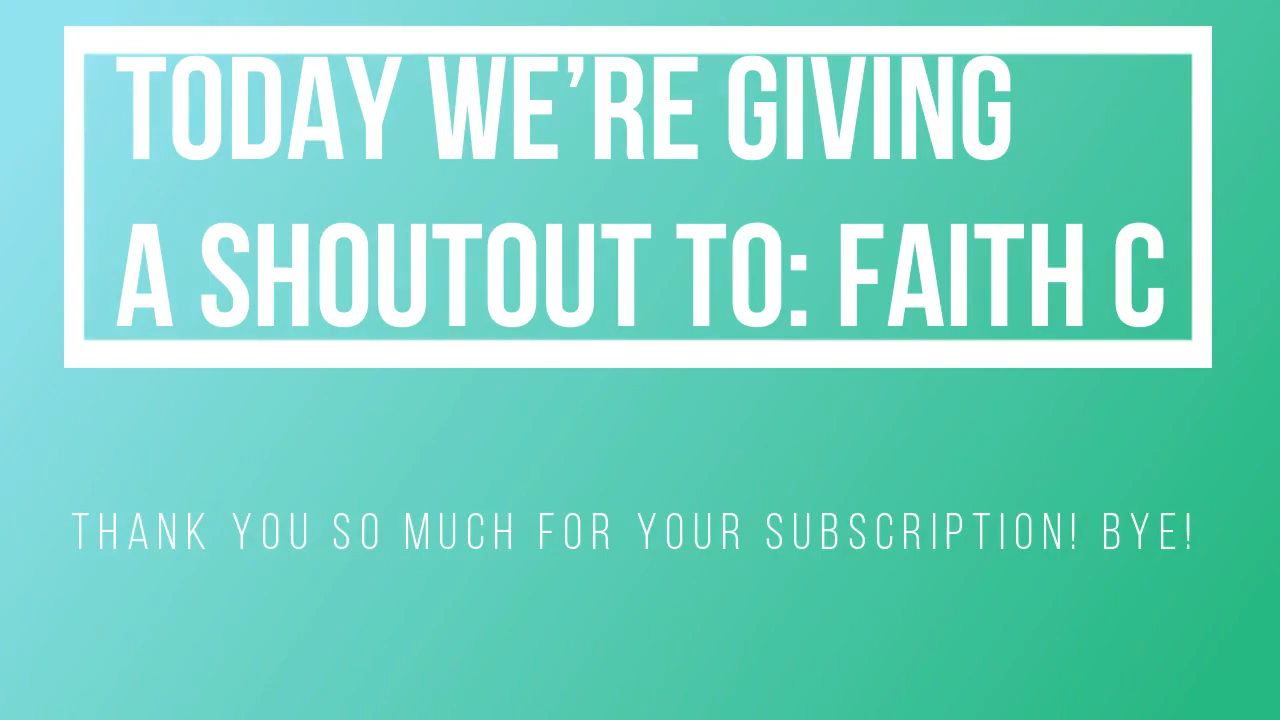 TODAY WE’RE GIVING
A SHOUTOUT TO: FAITH C
THANK YOU SO MUCH FOR YOUR SUBSCRIPTION! BYE!